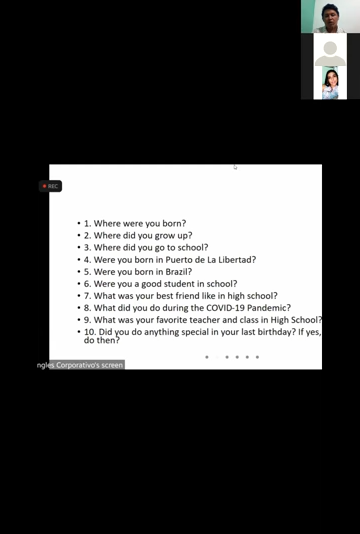 REC
• 1. Where were you born?
• 2. Where did you grow up?
• 3. Where did you go to school?
• 4. Were you born in Puerto de La Libertad?
• 5. Were you born in Brazil?
• 6. Were you a good student in school?
• 7. What was your best friend like in high school?
• 8. What did you do during the COVID-19 Pandemic?
• 9. What was your favorite teacher and class in High School?
• 10. Did you do anything special in your last birthday? If yes,
do then?
ngles Corporativo's screen